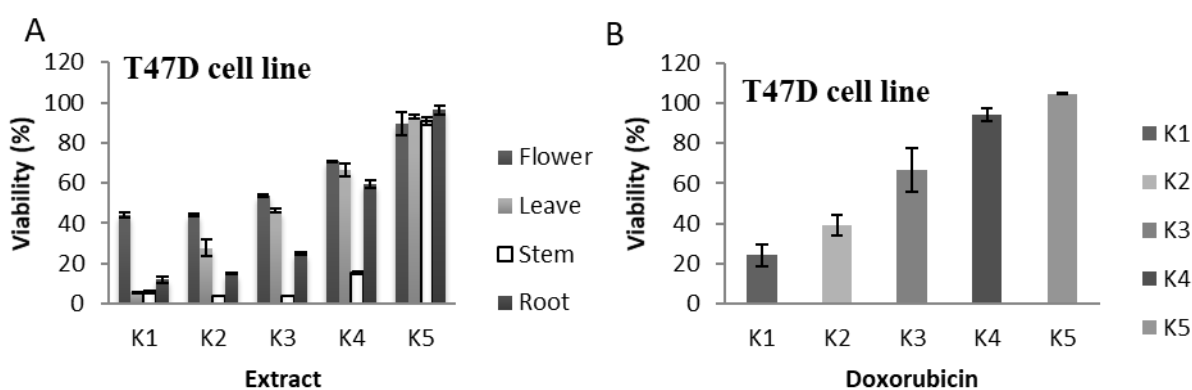 A
T47D cell line
Viability (%)
120
100
80
60
40
20
0
K1 K2 K3 K4 K5
Extract
Flower
Leave
Stem
Root
B
T47D cell line
Viability (%)
120
100
80
60
40
20
0
K1 K2 K3 K4 K5
Doxorubicin
K1
K2
K3
K4
K5